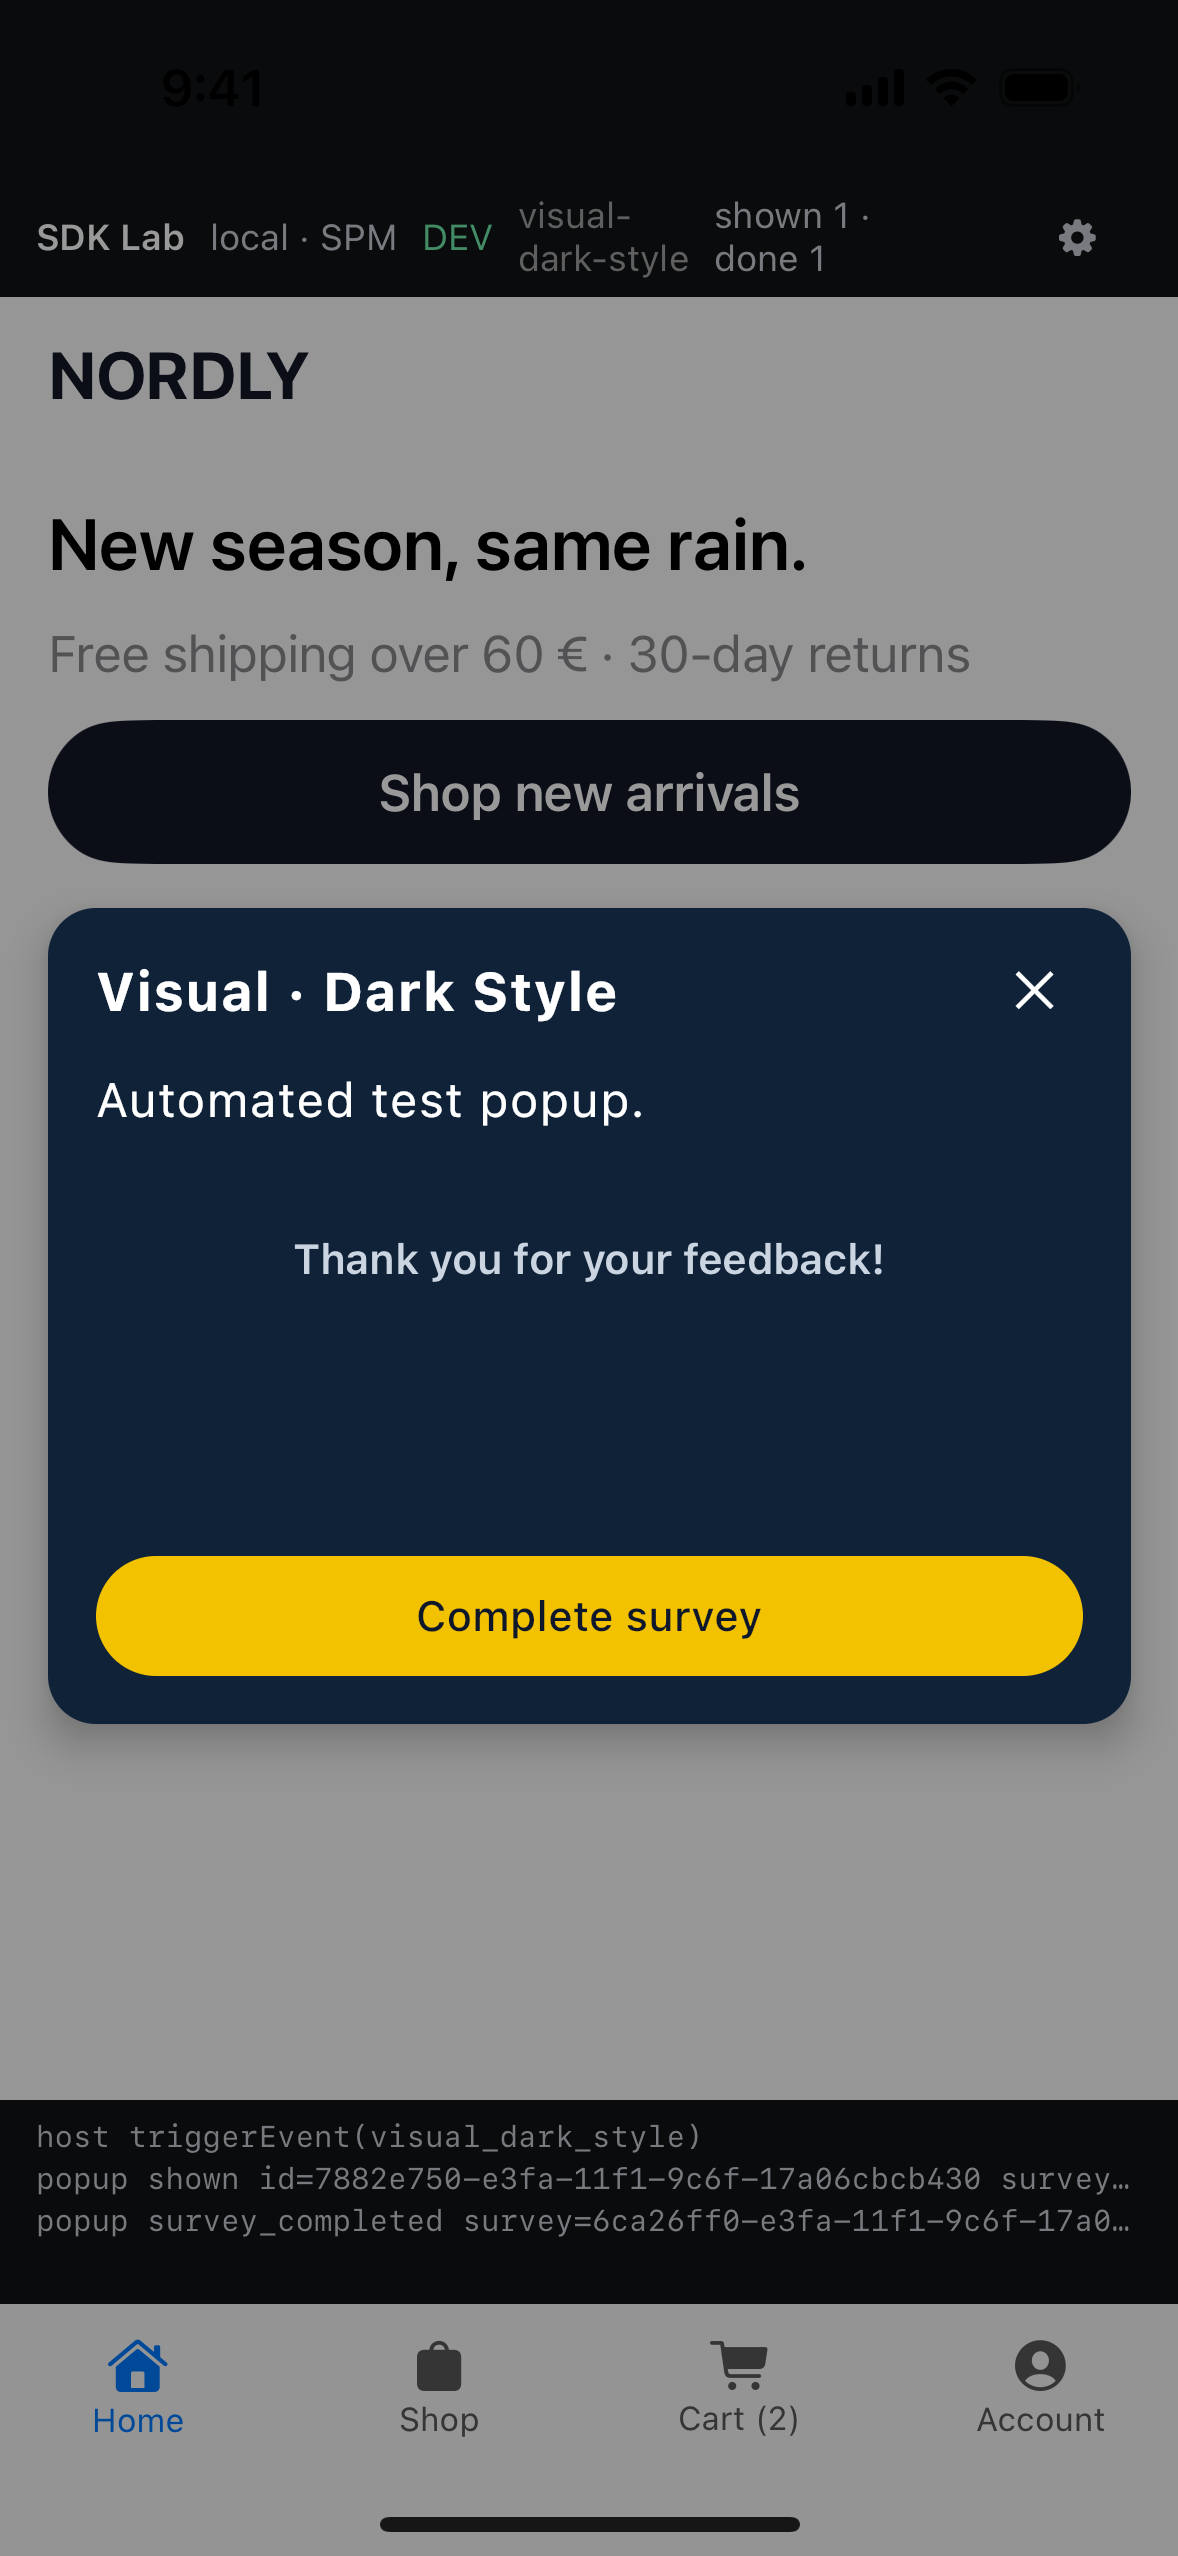 9:41
SDK Lab local · SPM DEV visual-dark-style shown 1 · done 1
NORDLY
New season, same rain.
Free shipping over 60 € · 30-day returns
Shop new arrivals
Visual · Dark Style
Automated test popup.
Thank you for your feedback!
Complete survey
host triggerEvent(visual_dark_style)
popup shown id=7882e750-e3fa-11f1-9c6f-17a06cbcb430 survey…
popup survey_completed survey=6ca26ff0-e3fa-11f1-9c6f-17a0…
Home
Shop
Cart (2)
Account